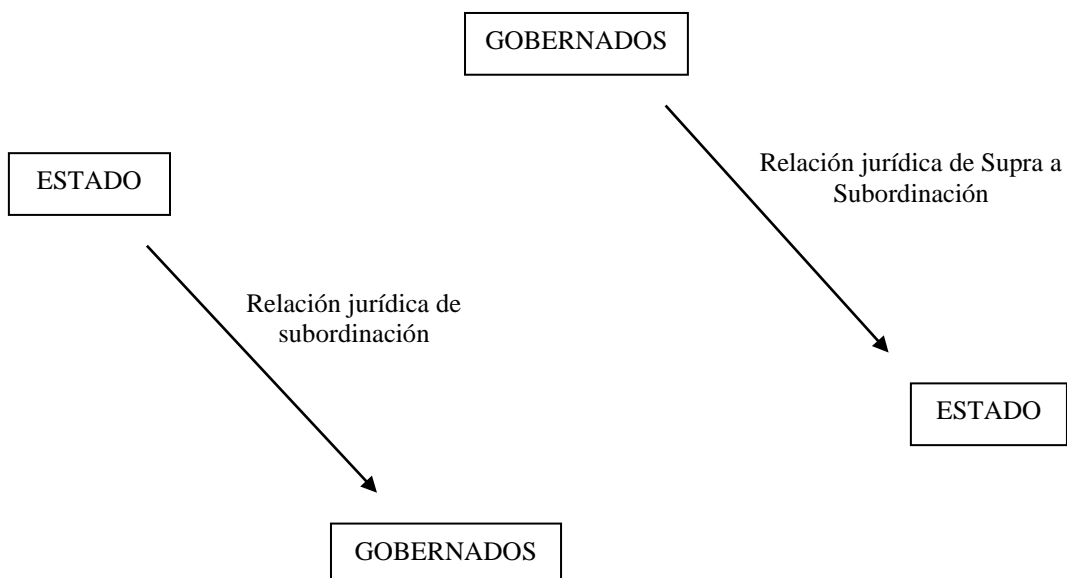 GOBERNADOS
ESTADO
Relación jurídica de Supra a
Subordinación
Relación jurídica de
subordinación
ESTADO
GOBERNADOS